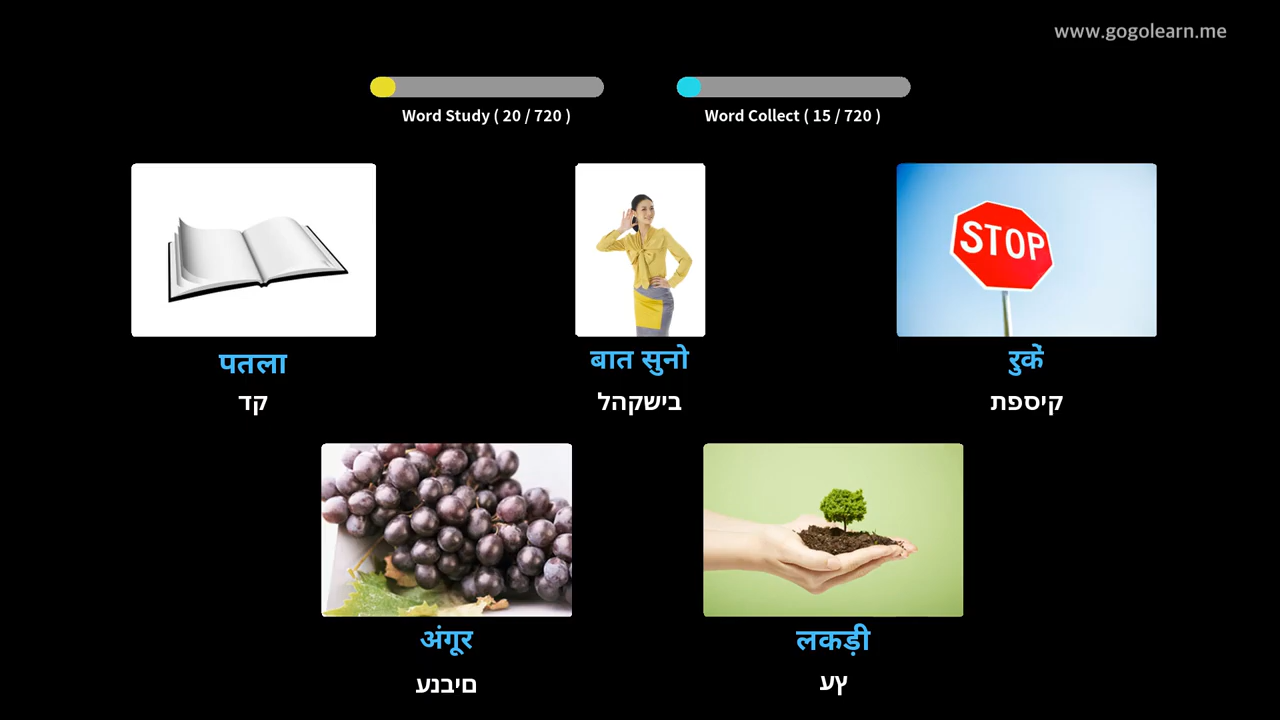 www.gogolearn.me
Word Study ( 20 / 720 )
Word Collect ( 15 / 720 )
पतला
קד
बात सुनो
בישקהל
रुकें
קיספת
अंगूर
םיבנע
लकड़ी
ץע
STOP